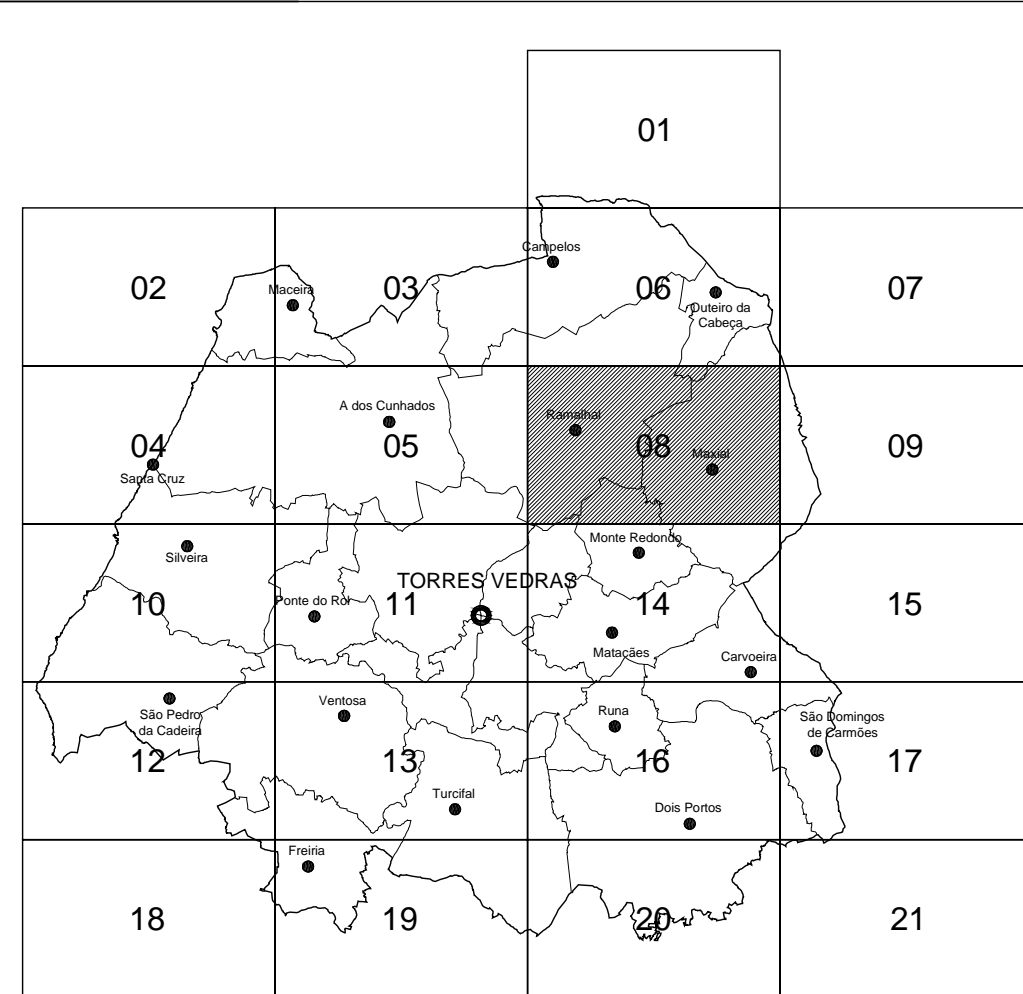 01
Campelos
02
Maceira
03
06
Outeiro da
Cabeça
07
A dos Cunhados
Ramalhal
04
05
08
Maxial
09
Santa Cruz
Silveira
Monte Redondo
TORRES VEDRAS
10
Ponte do Rol
11
14
15
Matacães
Carvoeira
São Pedro
da Cadeira
Ventosa
Runa
São Domingos
de Carmões
12
13
16
17
Turcifal
Dois Portos
Freiria
18
19
20
21